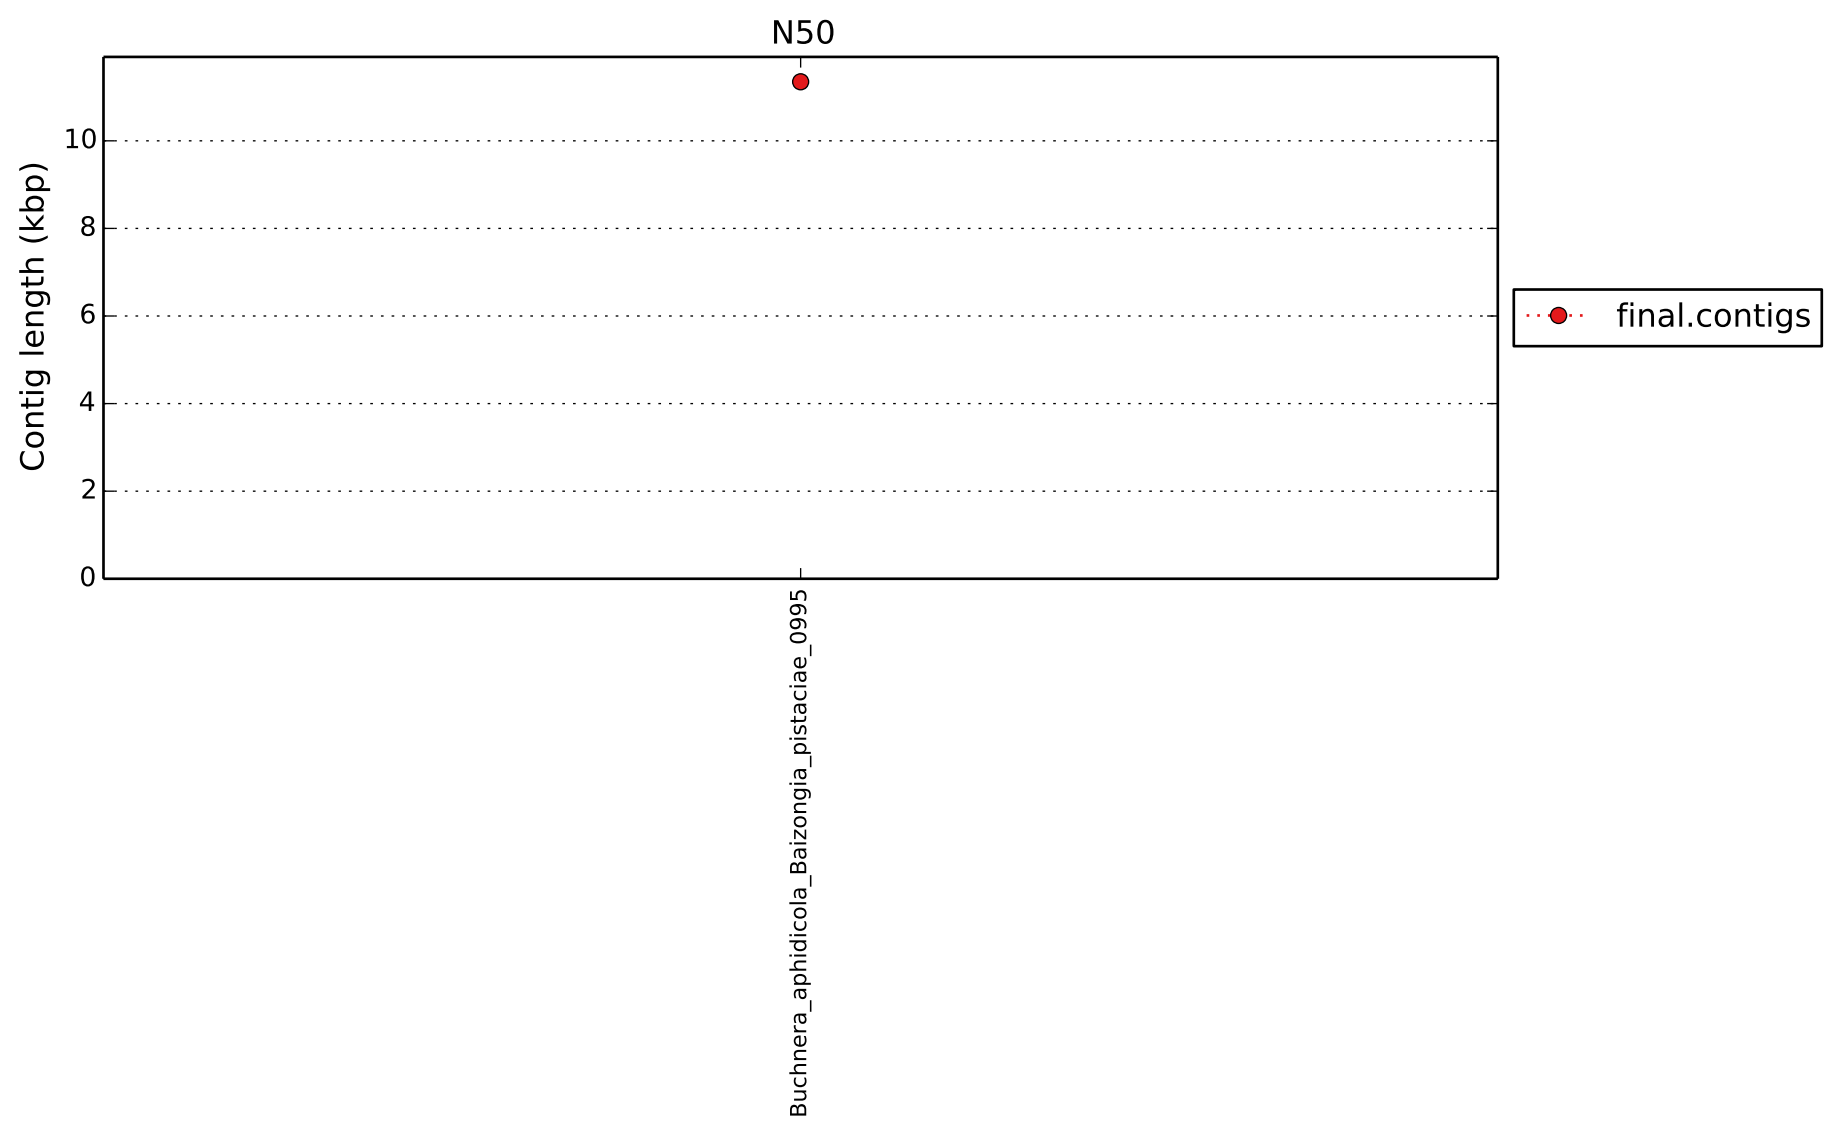 N50
Contig length (kbp)
10
8
6
4
2
0
final.contigs
Buchnera_aphidicola_Baizongia_pistaciae_0995